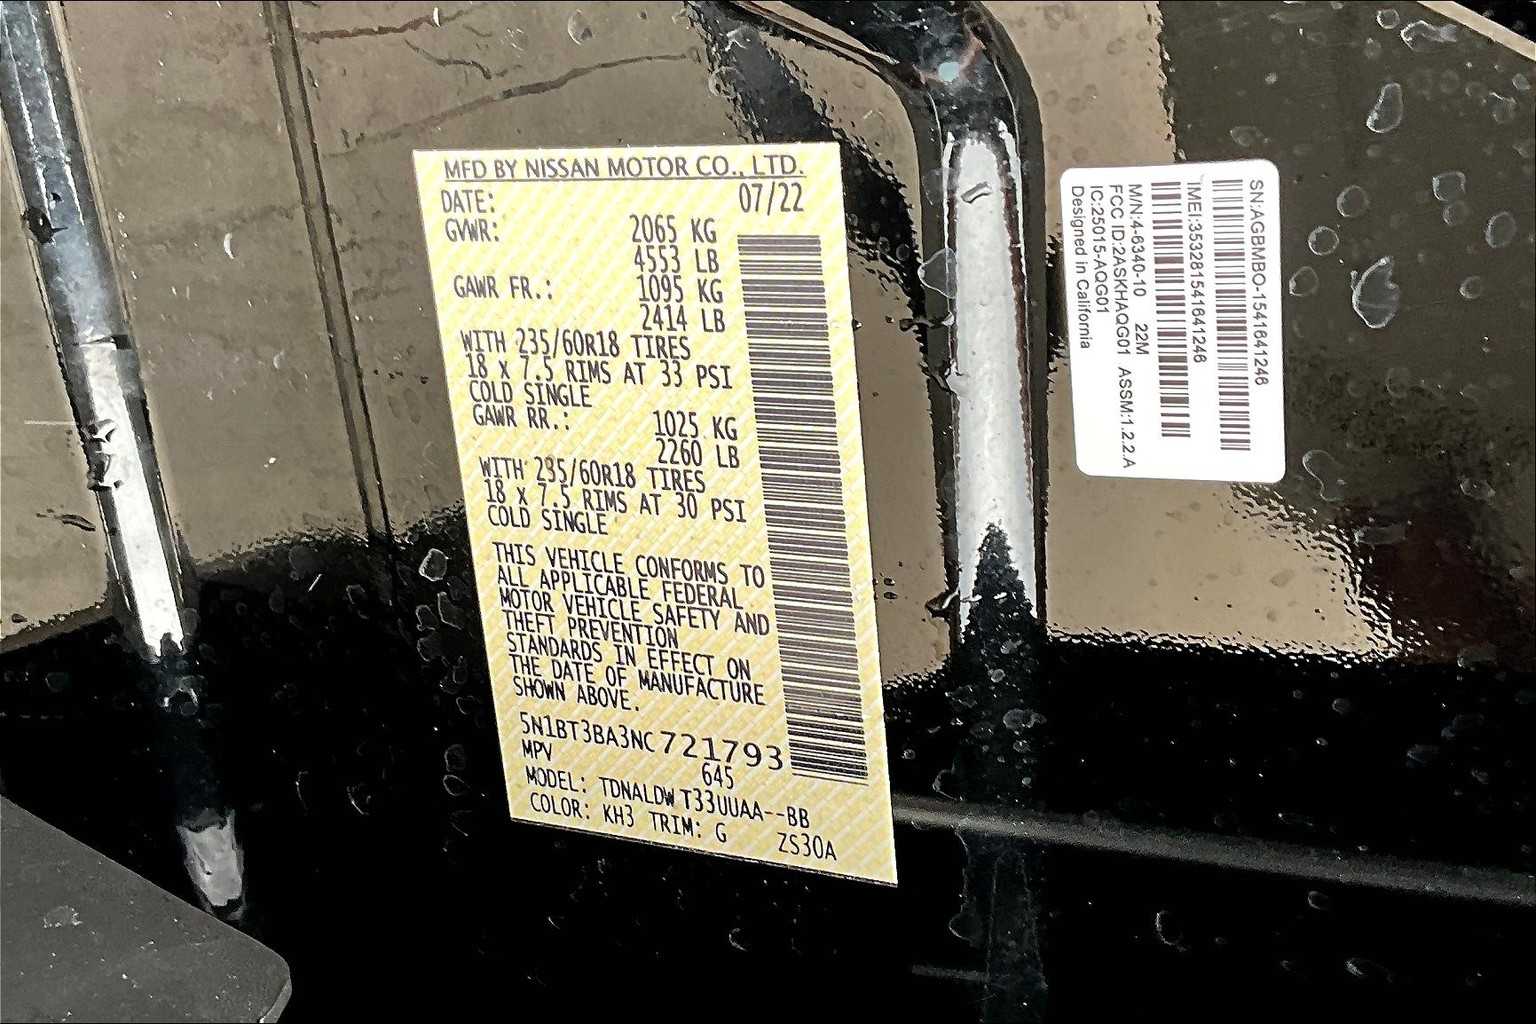 MFD BY NISSAN MOTOR CO., LTD.
DATE: 07/22
GVWR: 2065 KG
4553 LB
GAWR FR.: 1095 KG
2414 LB
WITH 235/60R18 TIRES
18 X 7.5 RIMS AT 33 PSI
COLD SINGLE
GAWR RR.: 1025 KG
2260 LB
WITH 235/60R18 TIRES
18 X 7.5 RIMS AT 30 PSI
COLD SINGLE
THIS VEHICLE CONFORMS TO
ALL APPLICABLE FEDERAL
MOTOR VEHICLE SAFETY AND
THEFT PREVENTION
STANDARDS IN EFFECT ON
THE DATE OF MANUFACTURE
SHOWN ABOVE.
5N1BT3BA3NC721793
MPV 645
MODEL: TDNALDWT33UUAA--BB
COLOR: KH3 TRIM: G ZS30A
SN:AGBMBO-1541641246
IMEI:353281541641246
M/N:4-6340-10 22M
FCC ID:2ASKHAQG01 ASSM:1.2.2.A
IC:25015-AQG01
Designed in California